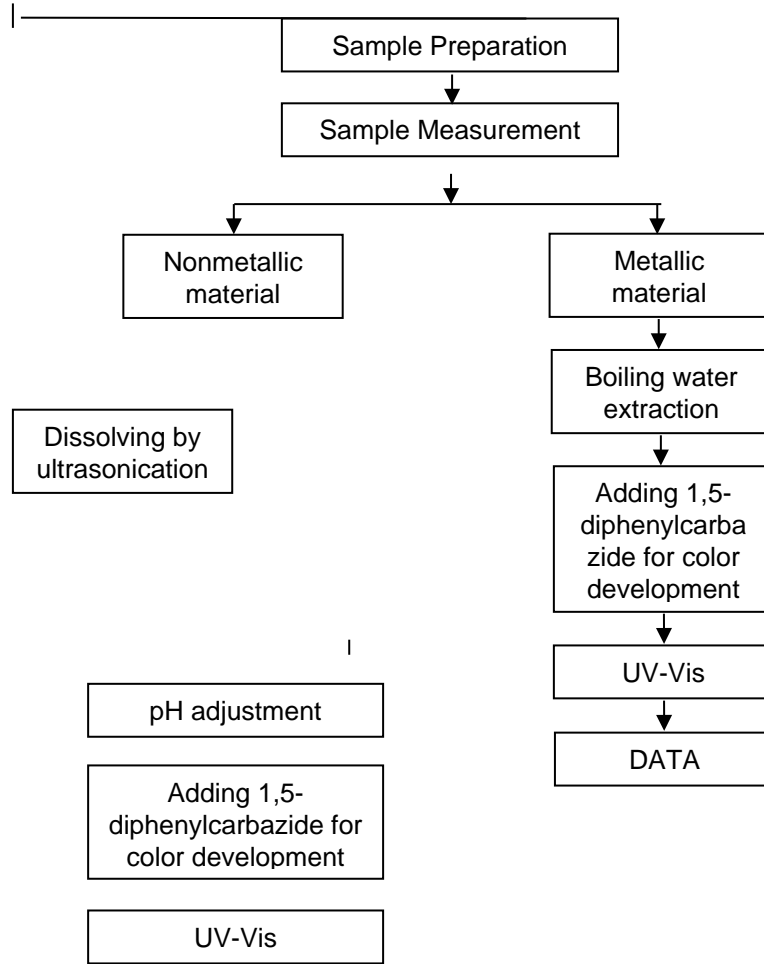 Sample Preparation
Sample Measurement
Nonmetallic
material
Metallic
material
Boiling water
extraction
Dissolving by
ultrasonication
Adding 1,5-
diphenylcarba
zide for color
development
UV-Vis
DATA
pH adjustment
Adding 1,5-
diphenylcarbazide for
color development
UV-Vis